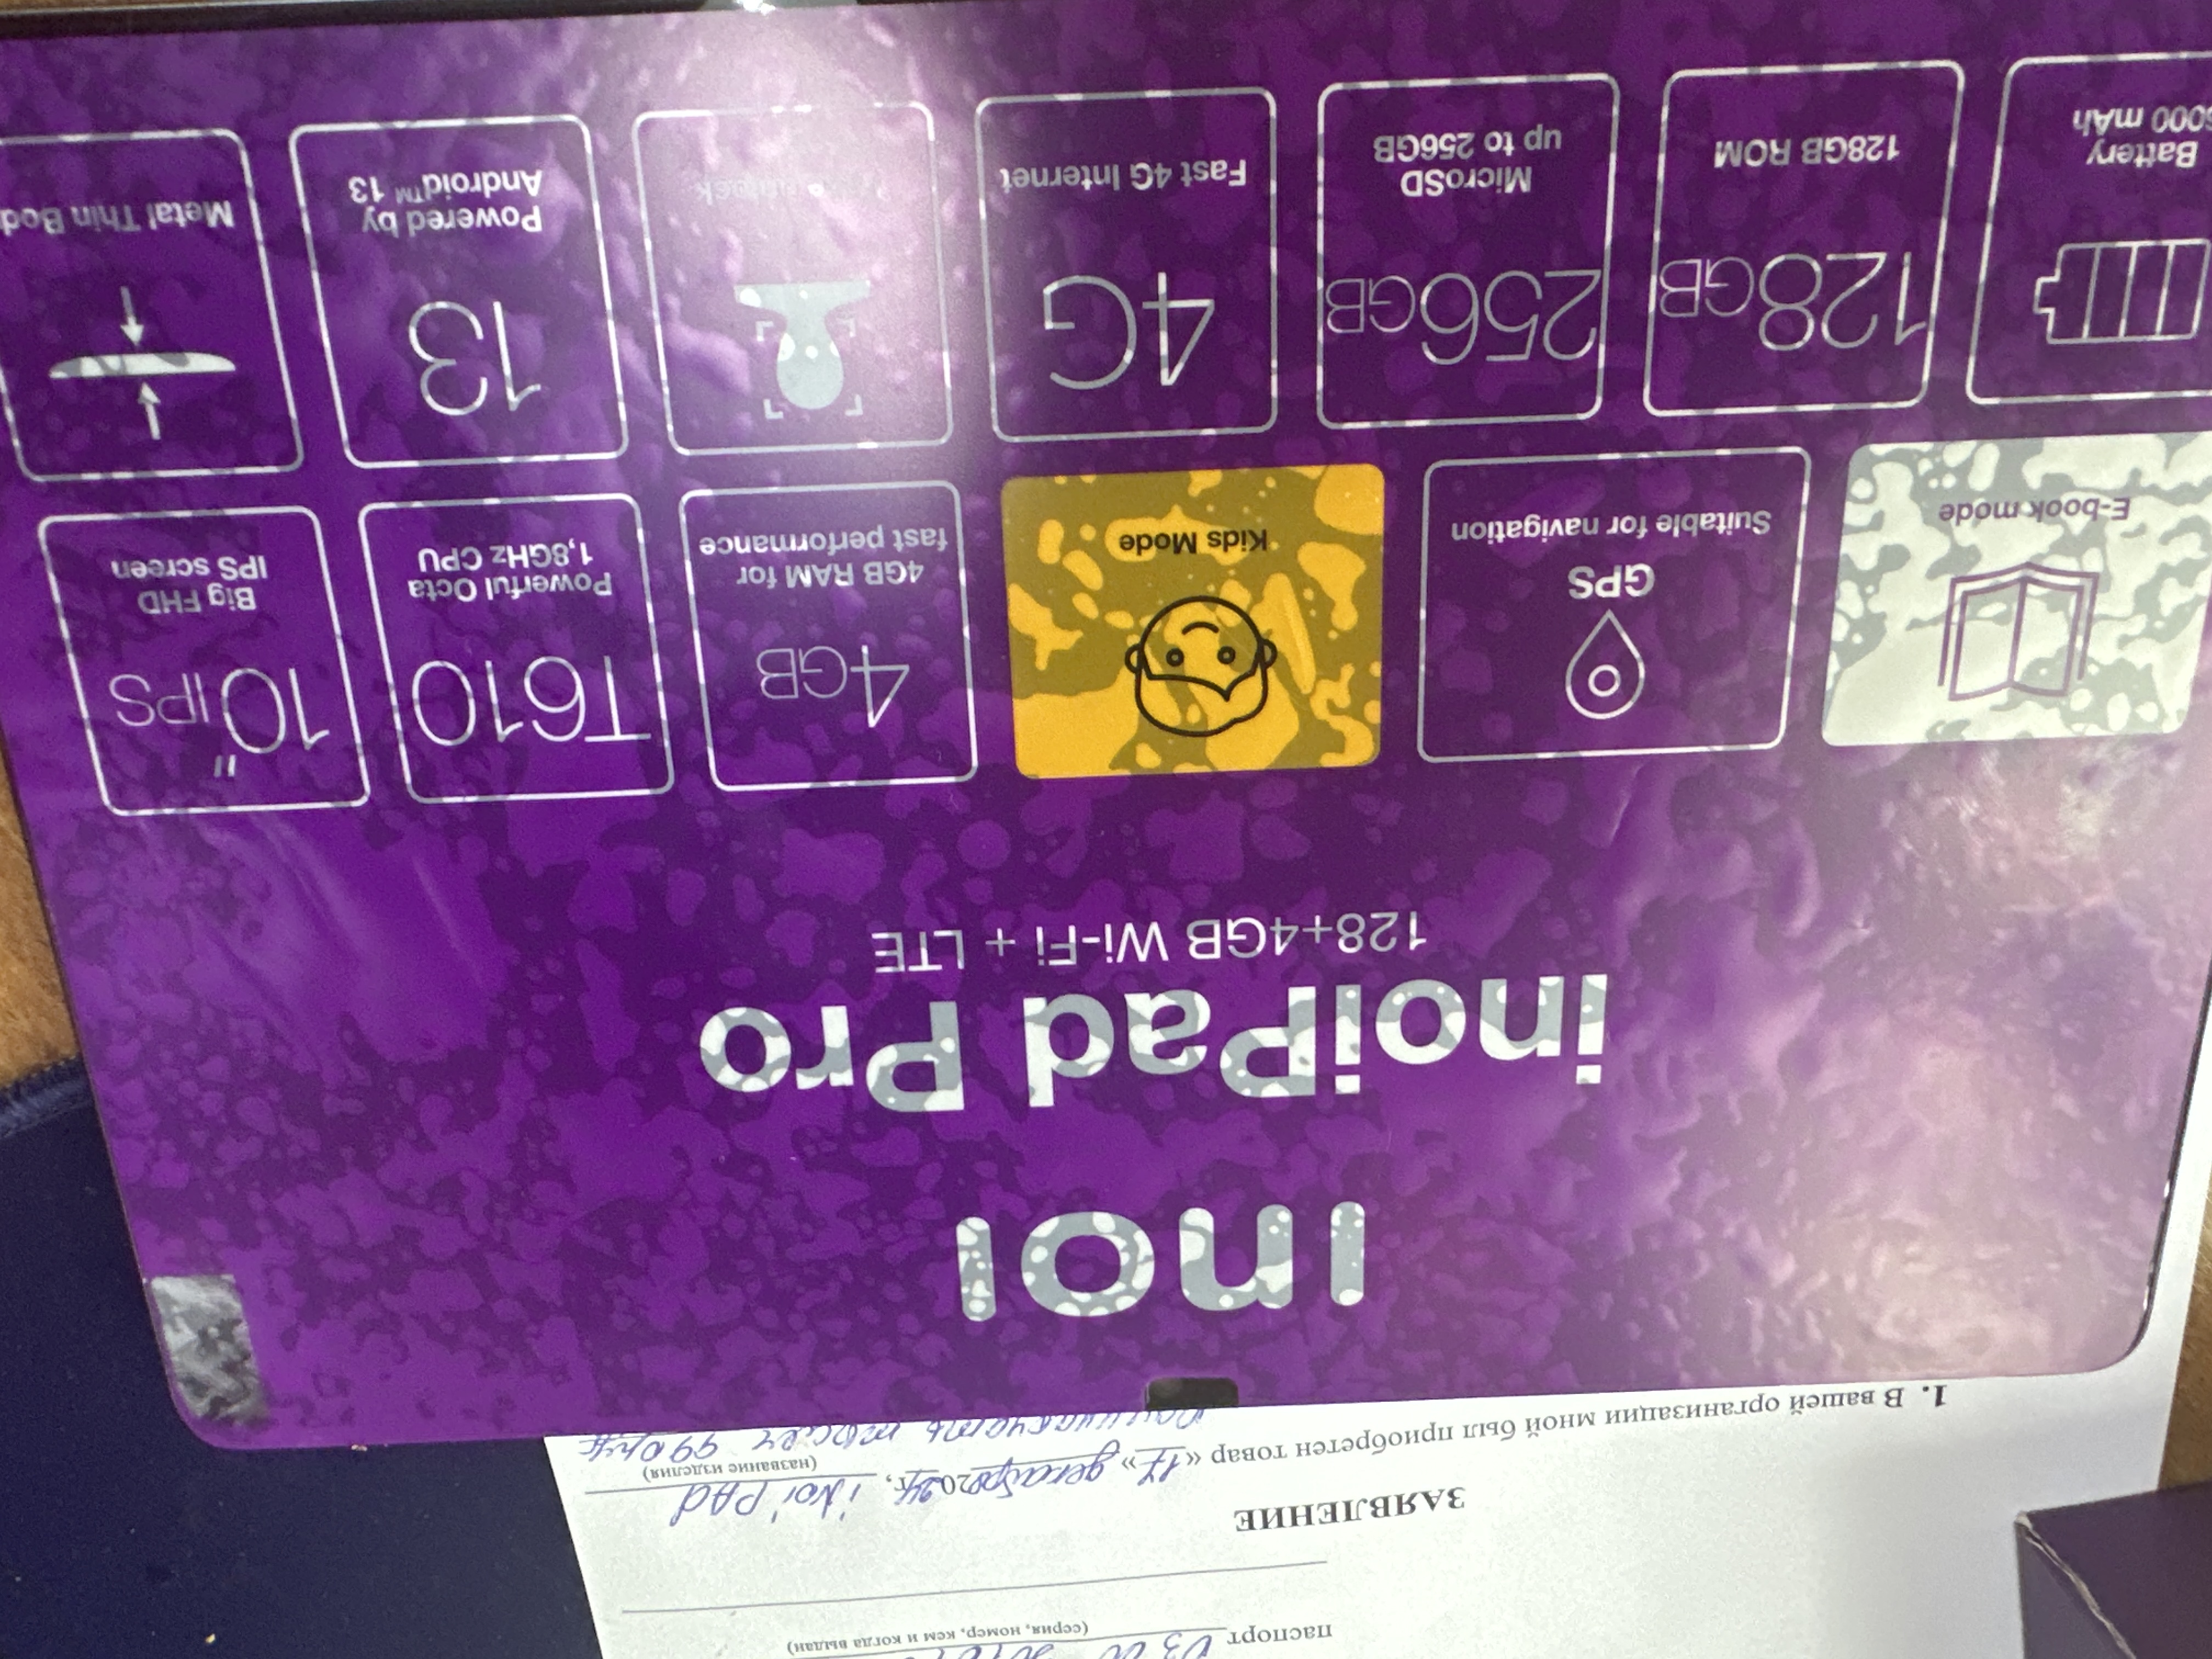 паспорт
(серия, номер, кем и когда выдан)
ЗАЯВЛЕНИЕ
1. В вашей организации мной был приобретен товар «17» декабря 2024 г, iNOi PAD
(название изделия)
ınoı
inoiPad Pro
128+4GB Wi-Fi + LTE
E-book mode
GPS
Suitable for navigation
Kids Mode
4GB
4GB RAM for
fast performance
T610
Powerful Octa
1,8GHz CPU
10" IPS
Big FHD
IPS screen
Battery
000 mAh
128GB
128GB ROM
256GB
MicroSD
up to 256GB
4G
Fast 4G Internet
13
Powered by
Android™ 13
Metal Thin Bod